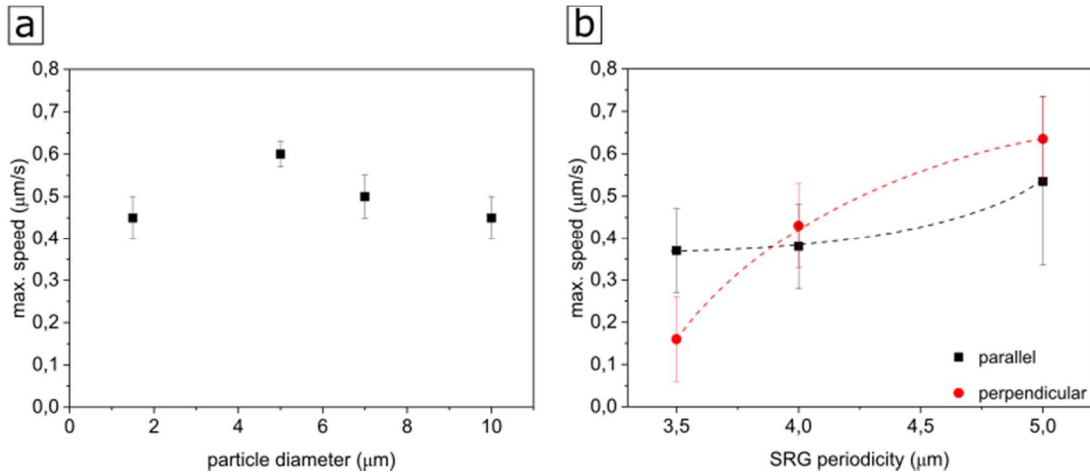 a
0,8
0,7
0,6
0,5
0,4
0,3
0,2
0,1
0,0
max. speed (μm/s)
0 2 4 6 8 10
particle diameter (μm)
b
0,8
0,7
0,6
0,5
0,4
0,3
0,2
0,1
0,0
max. speed (μm/s)
parallel
perpendicular
3,5 4,0 4,5 5,0
SRG periodicity (μm)